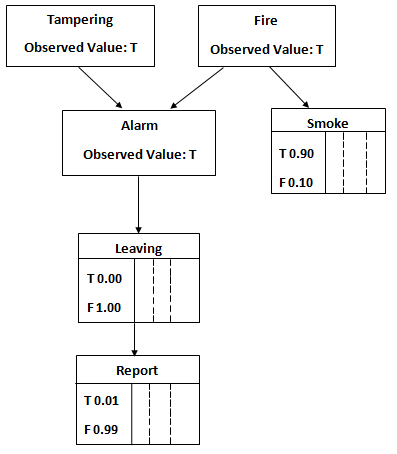 Tampering
Observed Value: T
Fire
Observed Value: T
Alarm
Observed Value: T
Smoke
T 0.90
F 0.10
Leaving
T 0.00
F 1.00
Report
T 0.01
F 0.99